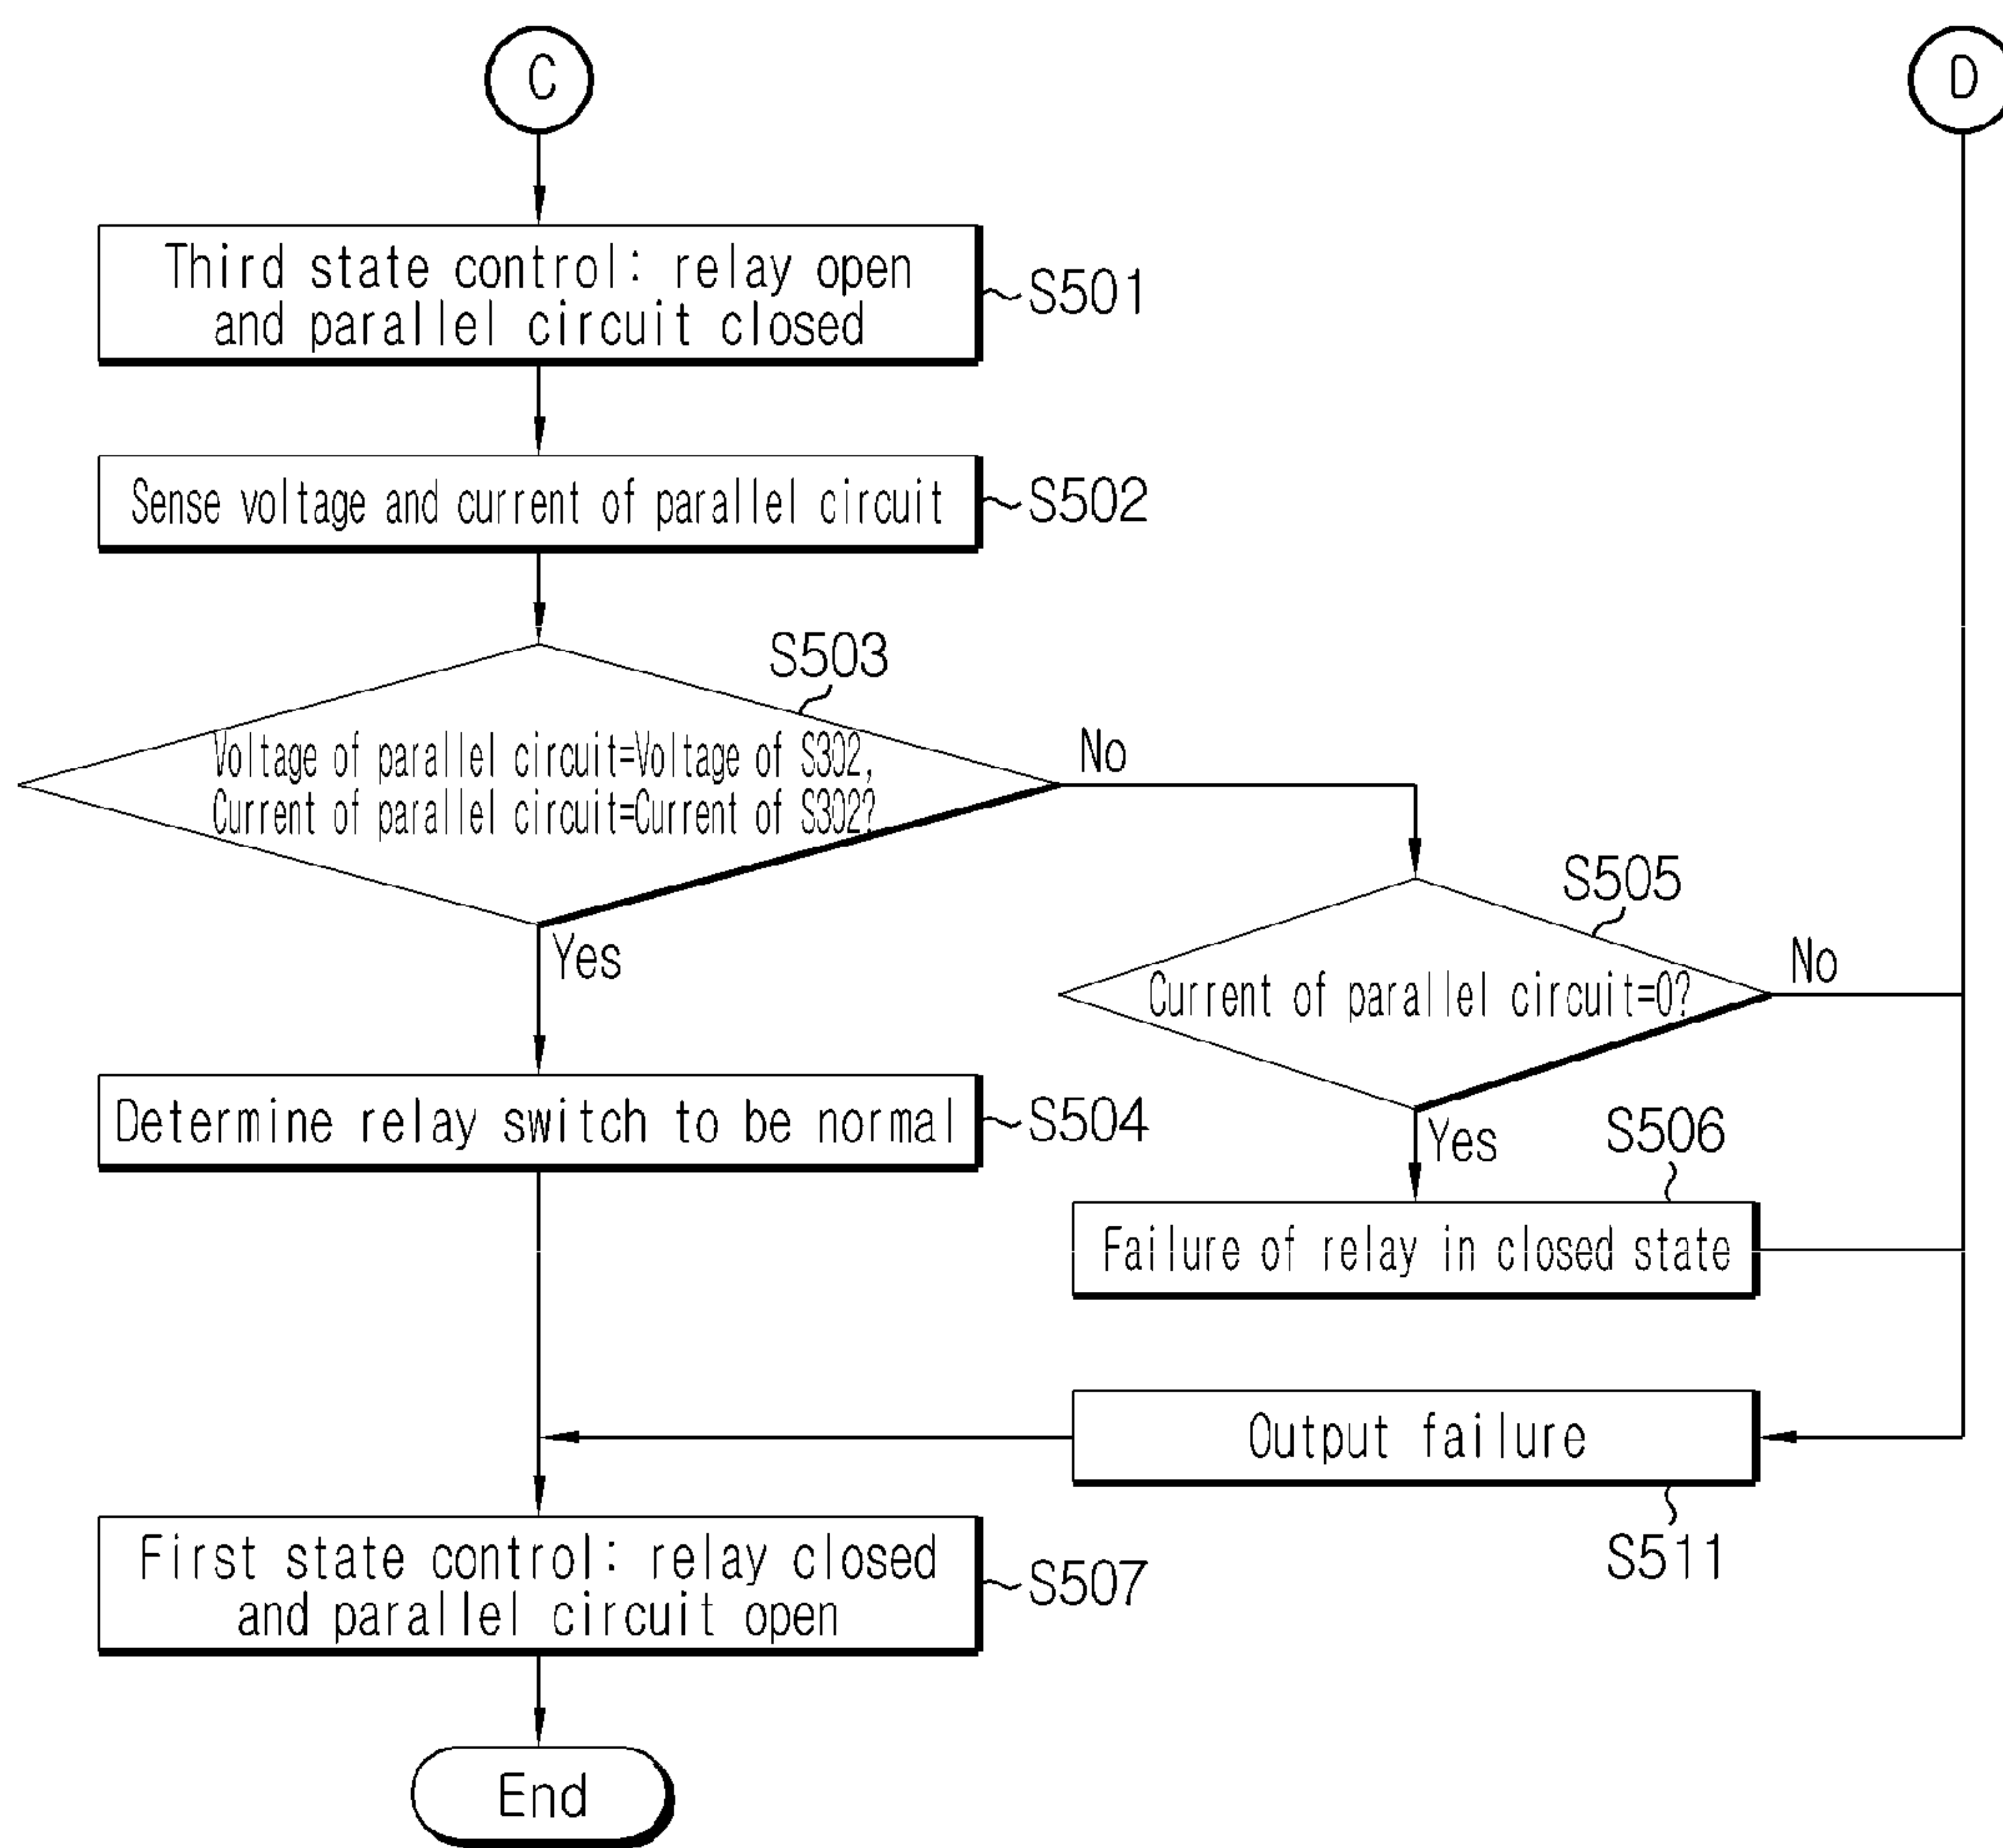 C
D
Third state control: relay open
and parallel circuit closed
S501
Sense voltage and current of parallel circuit
S502
S503
Voltage of parallel circuit=Voltage of S302,
Current of parallel circuit=Current of S302?
No
Yes
S505
Current of parallel circuit=0?
No
Yes
Determine relay switch to be normal
S504
S506
Failure of relay in closed state
Output failure
S511
First state control: relay closed
and parallel circuit open
S507
End